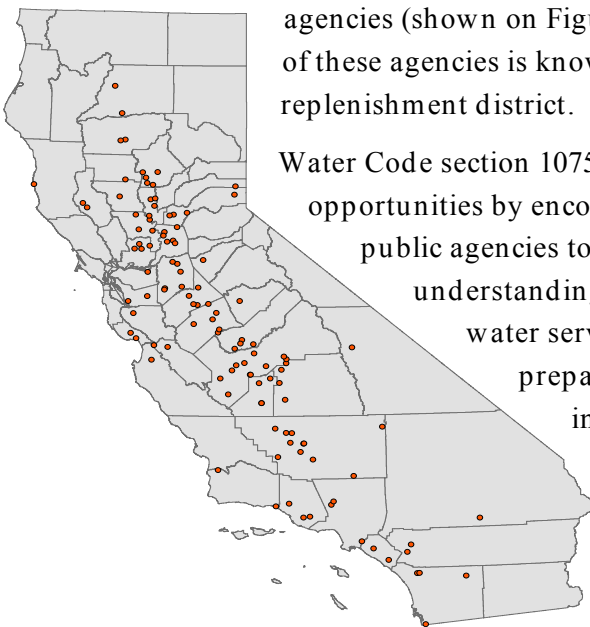 agencies (shown on Figu
of these agencies is know
replenishment district.
Water Code section 1075
opportunities by enco
public agencies to
understanding
water serv
prepa
in